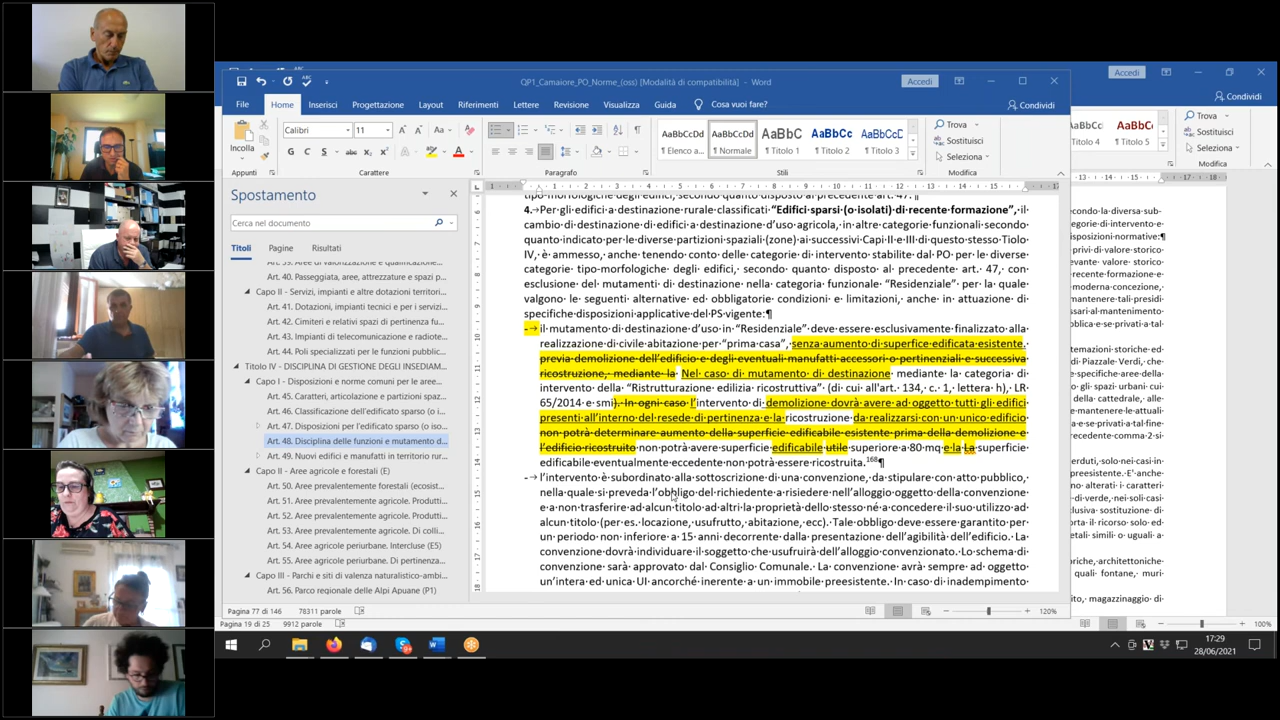 QP1_Camaiore_PO_Norme_(oss) [Modalità di compatibilità] - Word
Accedi
Accedi
File
Home
Inserisci
Progettazione
Layout
Riferimenti
Lettere
Revisione
Visualizza
Guida
Cosa vuoi fare?
Condividi
Condividi
Incolla
Calibri
11
G C S abc x₂ x²
Aa
AaBbCcDd
AaBbCcDd
AaBbC
AaBbCc
AaBbCcD
¶ Elenco a...
¶ Normale
Titolo 1
Titolo 2
Titolo 3
Trova
Sostituisci
Seleziona
AaBbCc
Titolo 4
Titolo 5
Trova
Sostituisci
Seleziona
Appunti
Carattere
Paragrafo
Stili
Modifica
Modifica
Spostamento
Cerca nel documento
Titoli
Pagine
Risultati
Art. 40. Passeggiata, aree, attrezzature e spazi p...
Capo II - Servizi, impianti e altre dotazioni territori...
Art. 41. Dotazioni, impianti tecnici e per i servizi...
Art. 42. Cimiteri e relativi spazi di pertinenza fu...
Art. 43. Impianti di telecomunicazione e radiote...
Art. 44. Poli specializzati per le funzioni pubblic...
Titolo IV - DISCIPLINA DI GESTIONE DEGLI INSEDIAM...
Capo I - Disposizioni e norme comuni per le aree...
Art. 45. Caratteri, articolazioni e partizioni spaz...
Art. 46. Classificazione dell'edificato sparso (o i...
Art. 47. Disposizioni per l'edificato sparso (o iso...
Art. 48. Disciplina delle funzioni e mutamento d...
Art. 49. Nuovi edifici e manufatti in territorio rur...
Capo II - Aree agricole e forestali (E)
Art. 50. Aree prevalentemente forestali (ecosist...
Art. 51. Aree prevalentemente agricole. Produtti...
Art. 52. Aree prevalentemente agricole. Produtti...
Art. 53. Aree prevalentemente agricole. Di colli...
Art. 54. Aree agricole periurbane. Intercluse (E5)
Art. 55. Aree agricole periurbane. Di pertinenza...
Capo III - Parchi e siti di valenza naturalistico-ambi...
Art. 56. Parco regionale delle Alpi Apuane (P1)
4.→Per gli edifici a destinazione rurale classificati "Edifici sparsi (o isolati) di recente formazione", il
cambio di destinazione di edifici a destinazione d'uso agricola, in altre categorie funzionali secondo
quanto indicato per le diverse partizioni spaziali (zone) ai successivi Capi II e III di questo stesso Tiolo
IV, è ammesso, anche tenendo conto delle categorie di intervento stabilite dal PO per le diverse
categorie tipo-morfologiche degli edifici, secondo quanto disposto al precedente art. 47, con
esclusione del mutamenti di destinazione nella categoria funzionale "Residenziale" per la quale
valgono le seguenti alternative ed obbligatorie condizioni e limitazioni, anche in attuazione di
specifiche disposizioni applicative del PS vigente:¶
-→il mutamento di destinazione d'uso in "Residenziale" deve essere esclusivamente finalizzato alla
realizzazione di civile abitazione per "prima casa", senza aumento di superfice edificata esistente.
previa demolizione dell'edificio e degli eventuali manufatti accessori o pertinenziali e successiva
ricostruzione, mediante la Nel caso di mutamento di destinazione mediante la categoria di
intervento della "Ristrutturazione edilizia ricostruttiva" (di cui all'art. 134, c. 1, lettera h), LR
65/2014 e smi). In ogni caso l'intervento di demolizione dovrà avere ad oggetto tutti gli edifici
presenti all'interno del resede di pertinenza e la ricostruzione da realizzarsi con un unico edificio
non potrà determinare aumento della superficie edificabile esistente prima della demolizione e
l'edificio ricostruito non potrà avere superficie edificabile utile superiore a 80 mq e la La superficie
edificabile eventualmente eccedente non potrà essere ricostruita.168¶
-→l'intervento è subordinato alla sottoscrizione di una convenzione, da stipulare con atto pubblico,
nella quale si preveda l'obbligo del richiedente a risiedere nell'alloggio oggetto della convenzione
e a non trasferire ad alcun titolo ad altri la proprietà dello stesso né a concedere il suo utilizzo ad
alcun titolo (per es. locazione, usufrutto, abitazione, ecc). Tale obbligo deve essere garantito per
un periodo non inferiore a 15 anni decorrente dalla presentazione dell'agibilità dell'edificio. La
convenzione dovrà individuare il soggetto che usufruirà dell'alloggio convenzionato. Lo schema di
convenzione sarà approvato dal Consiglio Comunale. La convenzione avrà sempre ad oggetto
un'intera ed unica UI ancorché inerente a un immobile preesistente. In caso di inadempimento
Pagina 77 di 146
78311 parole
120%
Pagina 19 di 25
9912 parole
100%
17:29
28/06/2021